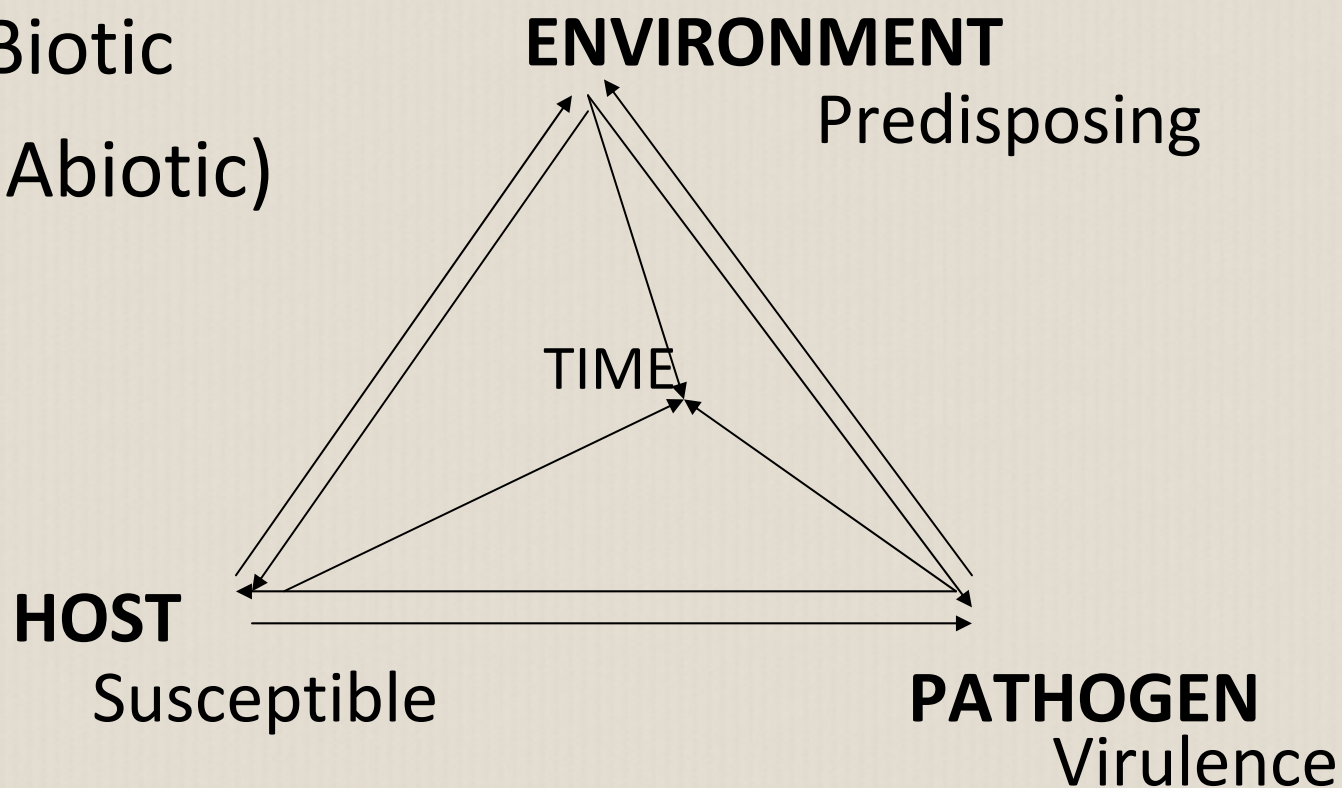 Biotic
Abiotic)
ENVIRONMENT
Predisposing
TIME
HOST
Susceptible
PATHOGEN
Virulence